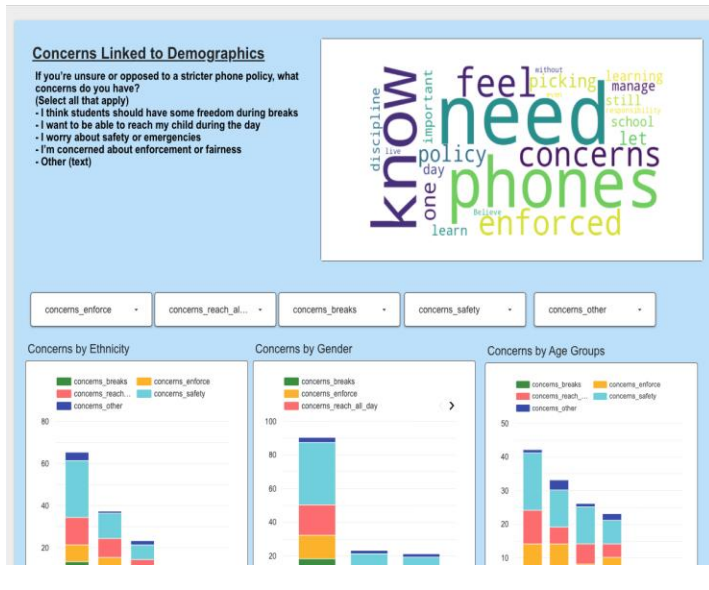 Concerns Linked to Demographics
If you're unsure or opposed to a stricter phone policy, what
concerns do you have?
(Select all that apply)
- I think students should have some freedom during breaks
- I want to be able to reach my child during the day
- I worry about safety or emergencies
- I'm concerned about enforcement or fairness
- Other (text)
without
feel
picking
learning
manage
even
still
responsibility
discipline
know
important
need
school
let
live
policy
concerns
day
one
phones
Believe
learn
enforced
concerns_enforce
concerns_reach_al...
concerns_breaks
concerns_safety
concerns_other
Concerns by Ethnicity
concerns_breaks concerns_enforce
concerns_reach... concerns_safety
concerns_other
80
60
40
20
Concerns by Gender
concerns_breaks
concerns_enforce
concerns_reach_all_day
100
80
60
40
20
Concerns by Age Groups
concerns_breaks concerns_enforce
concerns_reach_... concerns_safety
concerns_other
50
40
30
20
10